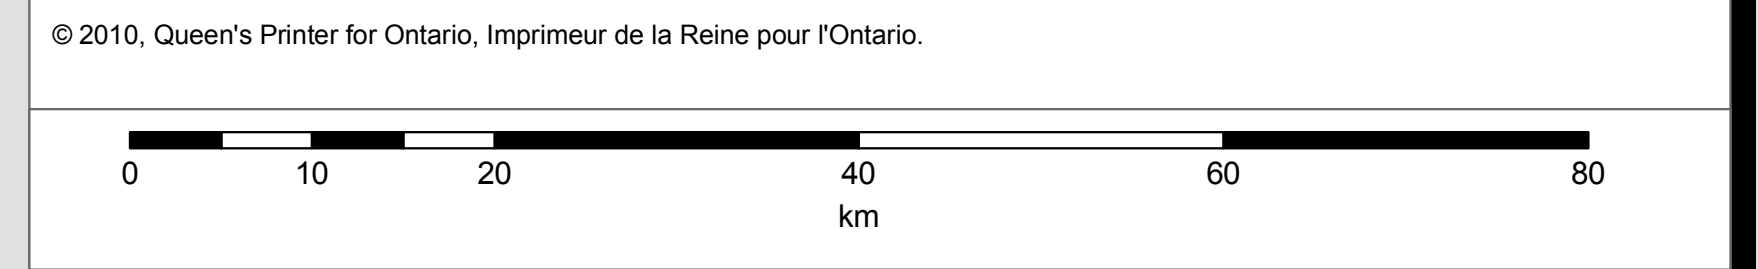 © 2010, Queen's Printer for Ontario, Imprimeur de la Reine pour l'Ontario.
0 10 20 40 60 80
km